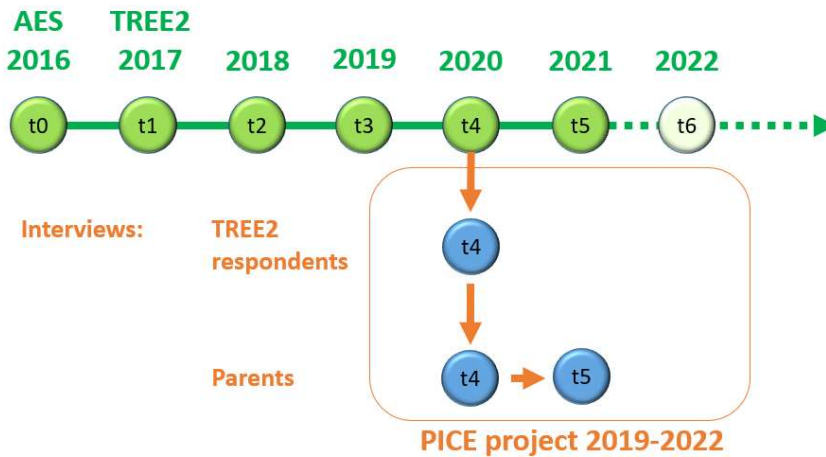 AES TREE2
2016 2017 2018 2019 2020 2021 2022
t0 t1 t2 t3 t4 t5 t6
Interviews: TREE2
respondents
t4
Parents t4 t5
PICE project 2019-2022